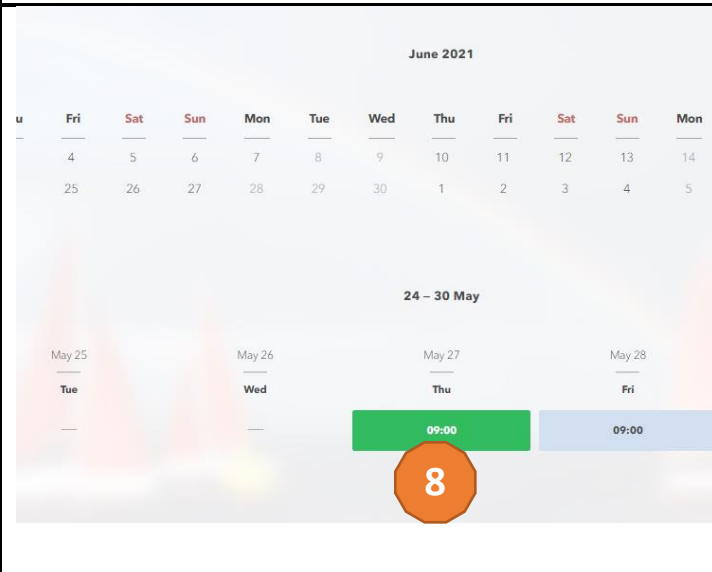 June 2021
u Fri Sat Sun Mon Tue Wed Thu Fri Sat Sun Mon
4 5 6 7 8 9 10 11 12 13 14
25 26 27 28 29 30 1 2 3 4 5
24 – 30 May
May 25 May 26 May 27 May 28
Tue Wed Thu Fri
— — 09:00 09:00
8